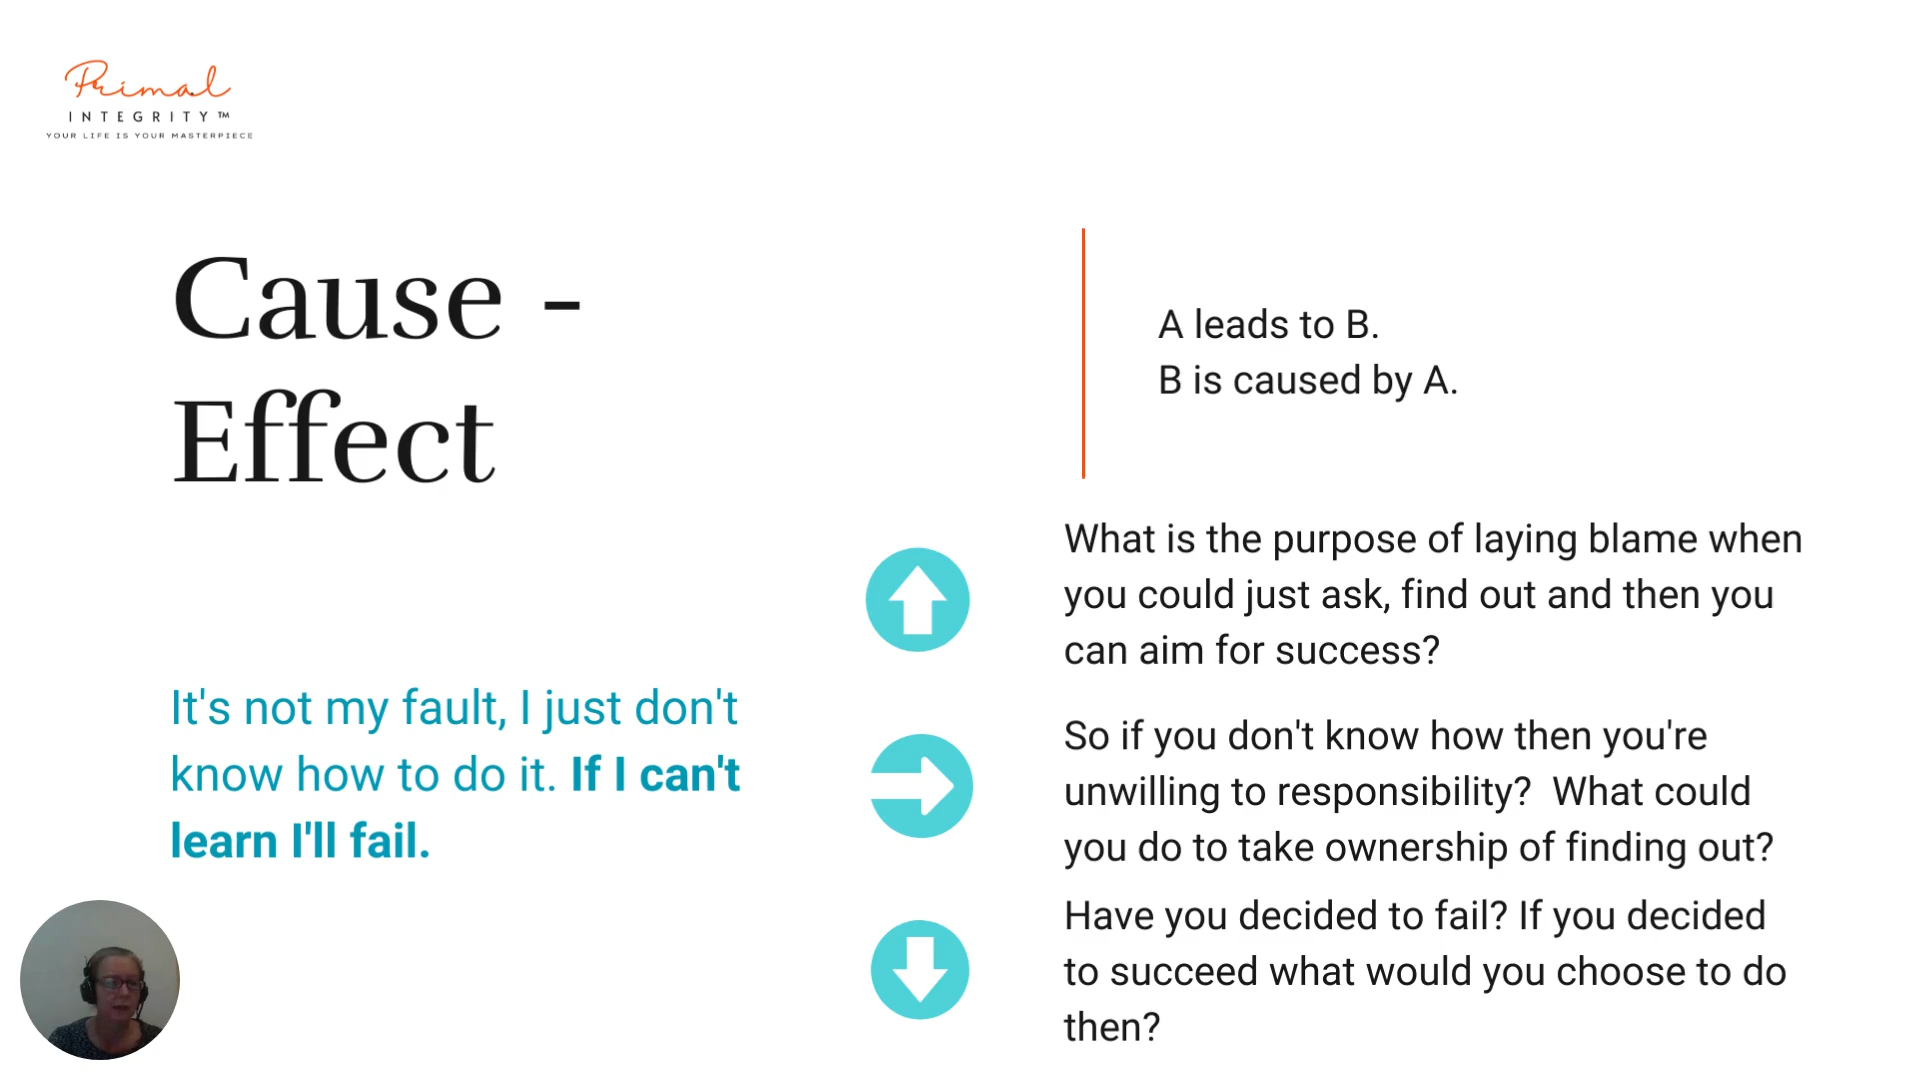 Primal
INTEGRITY™
YOUR LIFE IS YOUR MASTERPIECE
Cause -
Effect
A leads to B.
B is caused by A.
It's not my fault, I just don't
know how to do it. If I can't
learn I'll fail.
What is the purpose of laying blame when
you could just ask, find out and then you
can aim for success?
So if you don't know how then you're
unwilling to responsibility?  What could
you do to take ownership of finding out?
Have you decided to fail? If you decided
to succeed what would you choose to do
then?